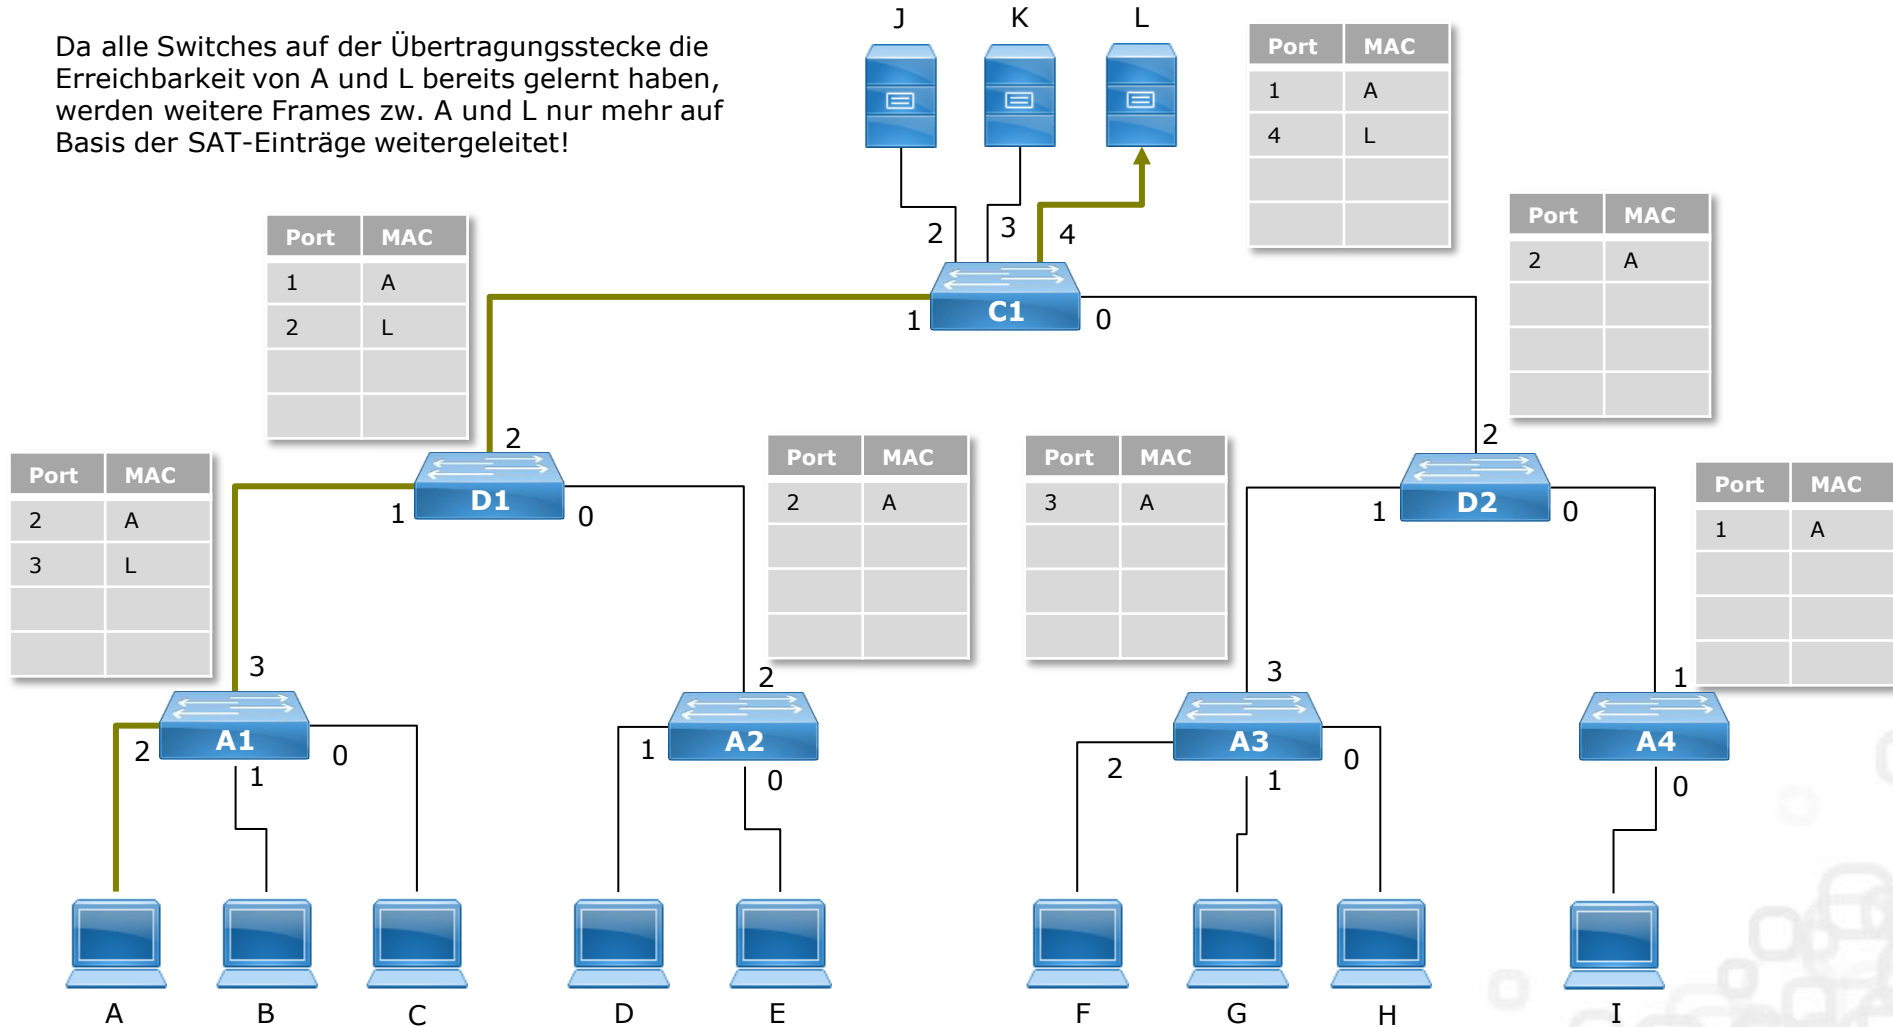 Da alle Switches auf der Übertragungsstecke die
Erreichbarkeit von A und L bereits gelernt haben,
werden weitere Frames zw. A und L nur mehr auf
Basis der SAT-Einträge weitergeleitet!
J K L
Port MAC
1 A
4 L
Port MAC
2 A
Port MAC
1 A
2 L
2 3 4
C1
1 0
2
D1
1 0
2
D2
1 0
Port MAC
2 A
3 L
Port MAC
2 A
Port MAC
3 A
Port MAC
1 A
3
A1
2 1 0
2
A2
1 0
3
A3
2 1 0
1
A4
0
A B C D E F G H I